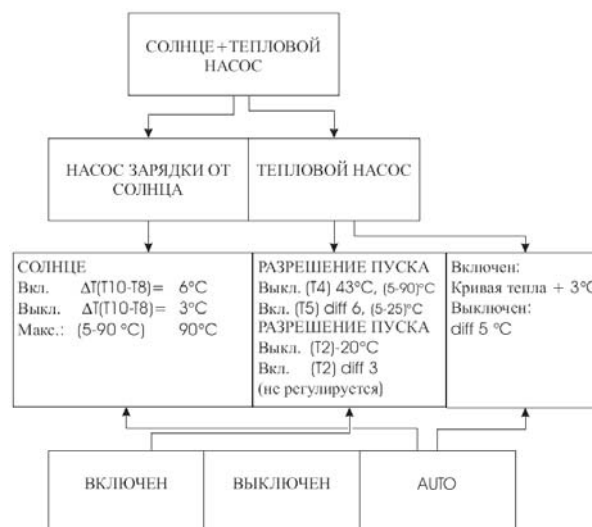 СОЛНЦЕ+ТЕПЛОВОЙ
НАСОС
НАСОС ЗАРЯДКИ ОТ
СОЛНЦА
ТЕПЛОВОЙ НАСОС
СОЛНЦЕ
Вкл. ΔT(T10-T8)= 6°C
Выкл. ΔT(T10-T8)= 3°C
Макс.: (5-90 °C) 90°C
РАЗРЕШЕНИЕ ПУСКА
Выкл. (T4) 43°C, (5-90)°C
Вкл. (T5) diff 6, (5-25)°C
РАЗРЕШЕНИЕ ПУСКА
Выкл. (T2)-20°C
Вкл. (T2) diff 3
(не регулируется)
Включен:
Кривая тепла + 3°C
Выключен:
diff 5 °C
ВКЛЮЧЕН
ВЫКЛЮЧЕН
AUTO